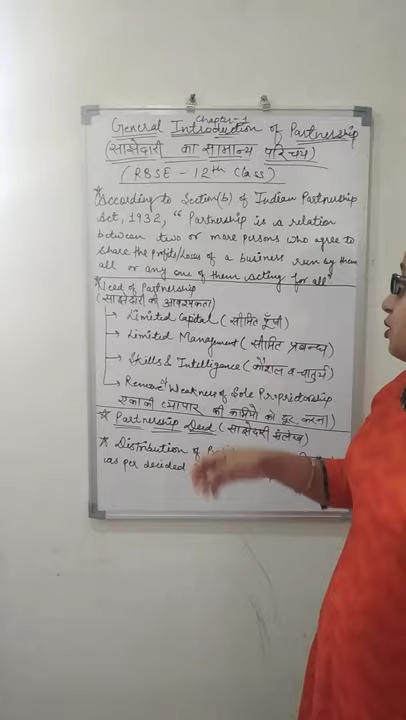 Chapter-1
General Introduction of Partnership
(साझेदारी का सामान्य परिचय)
(RBSE - 12th Class)
* According to Section(b) of Indian Partnership
Act, 1932, “Partnership is a relation
between two or more persons who agree to
share the Profits/Losses of a business run by them
all or any one of them acting for all”
* Need of Partnership
(साझेदारी की आवश्यकता)
→ Limited Capital (सीमित पूँजी)
→ Limited Management (सीमित प्रबन्ध)
→ Skills & Intelligence (कौशल व चातुर्य)
→ Remove Weakness of Sole Proprietorship
एकाकी व्यापार की कमियों को दूर करना)
* Partnership Deed (साझेदारी संलेख)
* Distribution of
as per decided